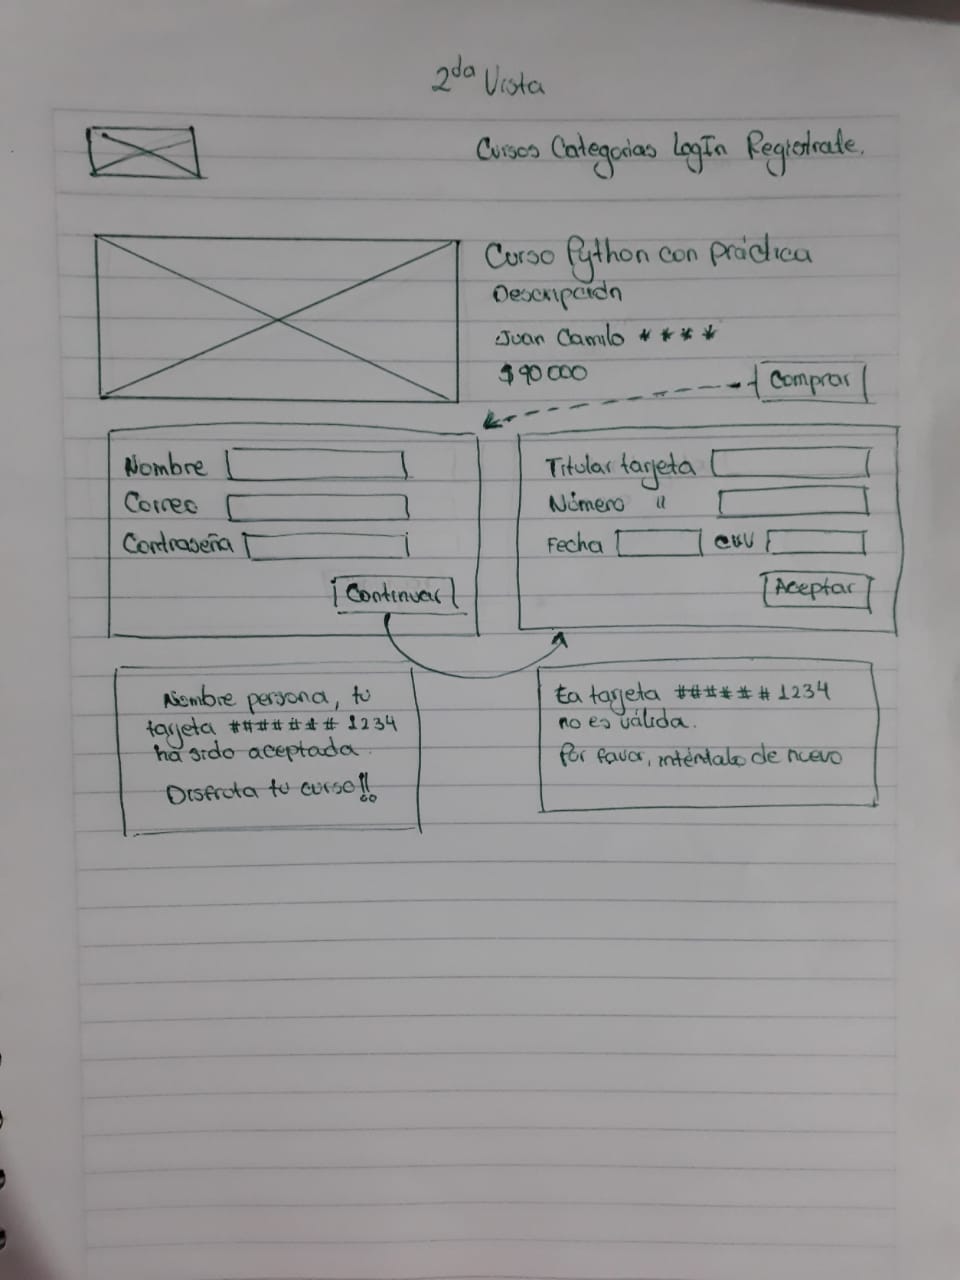 2da Vista
Cursos Categorias LogIn Registrate.
Curso Python con práctica
Descripción
Juan Camilo ****
$90000
Comprar
Nombre
Correo
Contraseña
Continuar
Titular tarjeta
Número "
Fecha CVV
Aceptar
Nombre persona, tu
tarjeta ####### 1234
ha sido aceptada.
Disfruta tu curso!!
La tarjeta ###### 1234
no es válida.
Por favor, inténtalo de nuevo